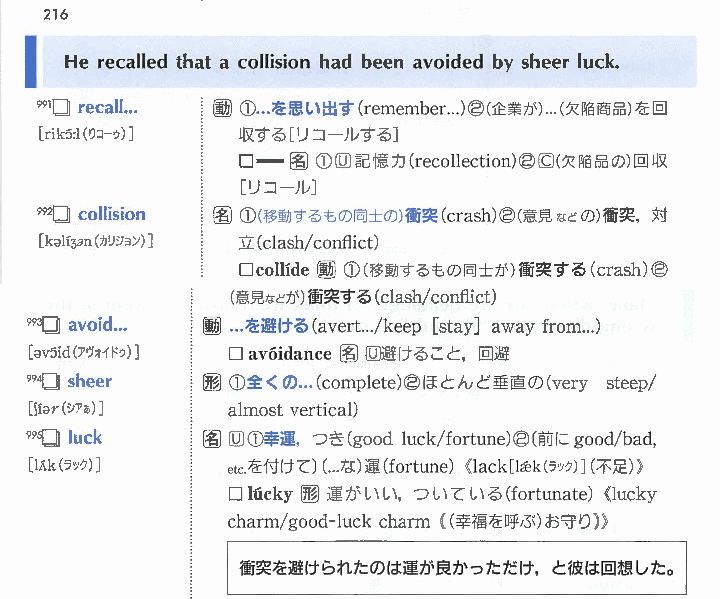 216
He recalled that a collision had been avoided by sheer luck.
991□ recall... 動 ①...を思い出す(remember...)②(企業が)...(欠陥商品)を回
[rikɔ́ːl(リコーゥ)] 収する[リコールする]
□━ 名 ①Ⓤ記憶力(recollection)②Ⓒ(欠陥品の)回収
[リコール]
992□ collision 名 ①(移動するもの同士の)衝突(crash)②(意見などの)衝突，対
[kəlíʒən(カリジョン)] 立(clash/conflict)
□collíde 動 ①(移動するもの同士が)衝突する(crash)②
(意見などが)衝突する(clash/conflict)
993□ avoid... 動 ...を避ける(avert.../keep [stay] away from...)
[əvɔ́id(アヴォイドゥ)] □ avóidance 名 Ⓤ避けること，回避
994□ sheer 形 ①全くの...(complete)②ほとんど垂直の(very steep/
[ʃíər(シアぁ)] almost vertical)
995□ luck 名 Ⓤ①幸運，つき(good luck/fortune)②(前に good/bad,
[lʌ́k(ラック)] etc.を付けて)(...な)運(fortune)《lack[lǽk(ラック)](不足)》
□ lúcky 形 運がいい，ついている(fortunate)《lucky
charm/good-luck charm《(幸福を呼ぶ)お守り》》
衝突を避けられたのは運が良かっただけ，と彼は回想した。